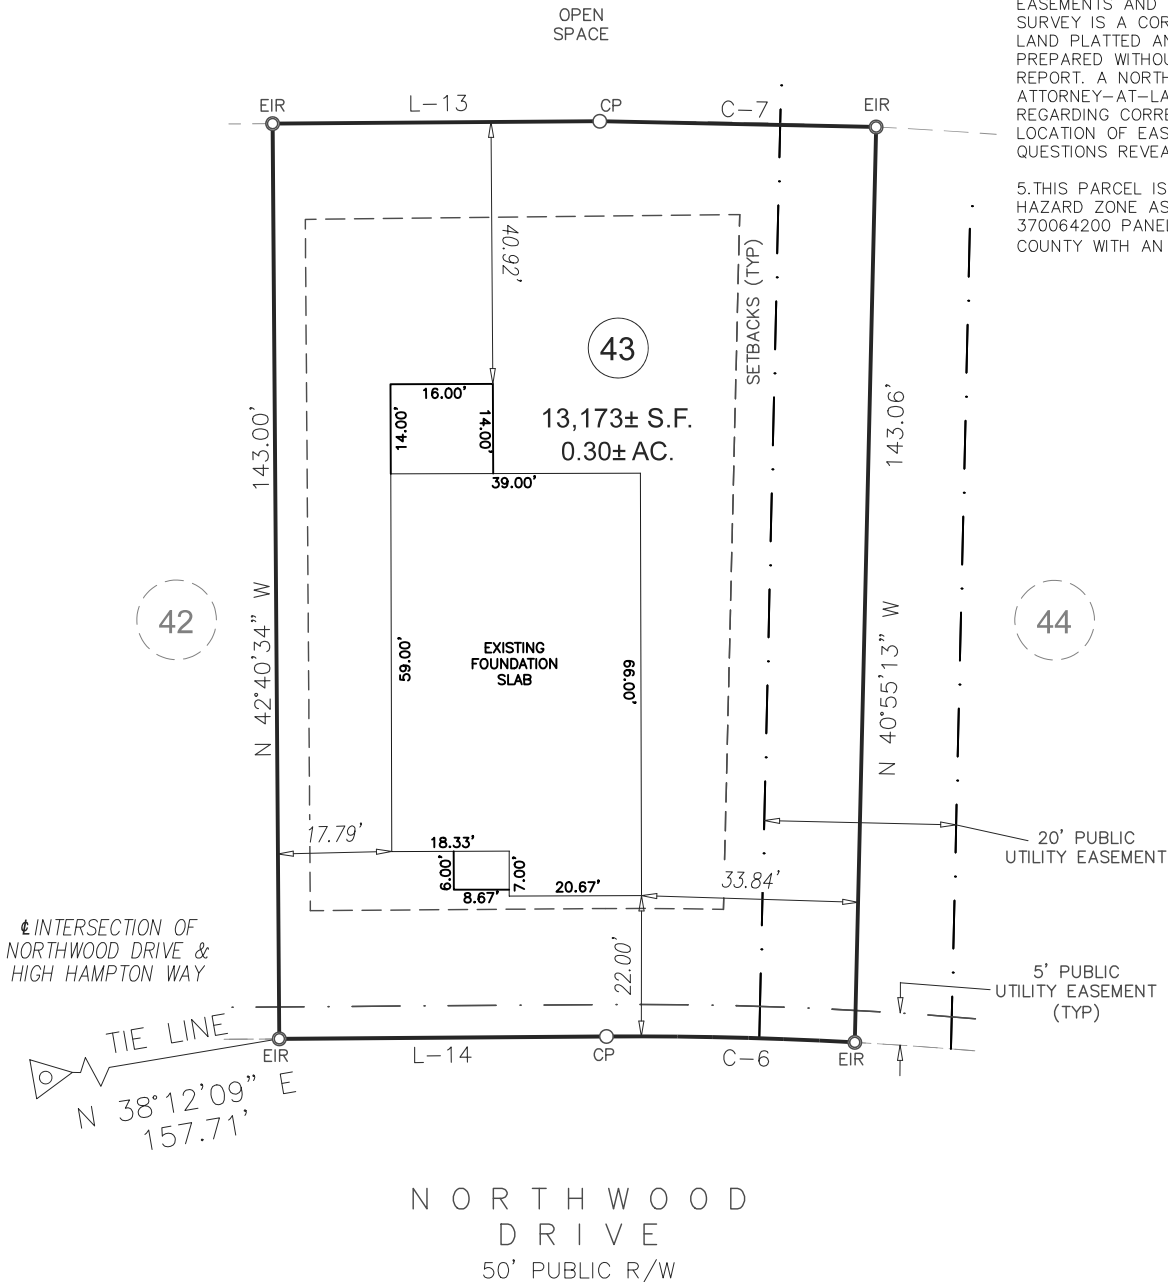 OPEN
SPACE
EASEMENTS AND
SURVEY IS A COR
LAND PLATTED AN
PREPARED WITHOU
REPORT. A NORTH
ATTORNEY-AT-LA
REGARDING CORRE
LOCATION OF EAS
QUESTIONS REVEA
5.THIS PARCEL IS
HAZARD ZONE AS
370064200 PANEL
COUNTY WITH AN
EIR
L-13
CP
C-7
EIR
40.92'
SETBACKS (TYP)
43
13,173± S.F.
0.30± AC.
16.00'
14.00'
14.00'
39.00'
143.00'
N 42°40'34" W
143.06'
N 40°55'13" W
42
44
59.00'
EXISTING
FOUNDATION
SLAB
66.00'
17.79'
18.33'
6.00'
7.00'
8.67'
20.67'
33.84'
22.00'
20' PUBLIC
UTILITY EASEMENT
5' PUBLIC
UTILITY EASEMENT
(TYP)
℄ INTERSECTION OF
NORTHWOOD DRIVE &
HIGH HAMPTON WAY
TIE LINE
N 38°12'09" E
157.71'
EIR
L-14
CP
C-6
EIR
NORTHWOOD
DRIVE
50' PUBLIC R/W